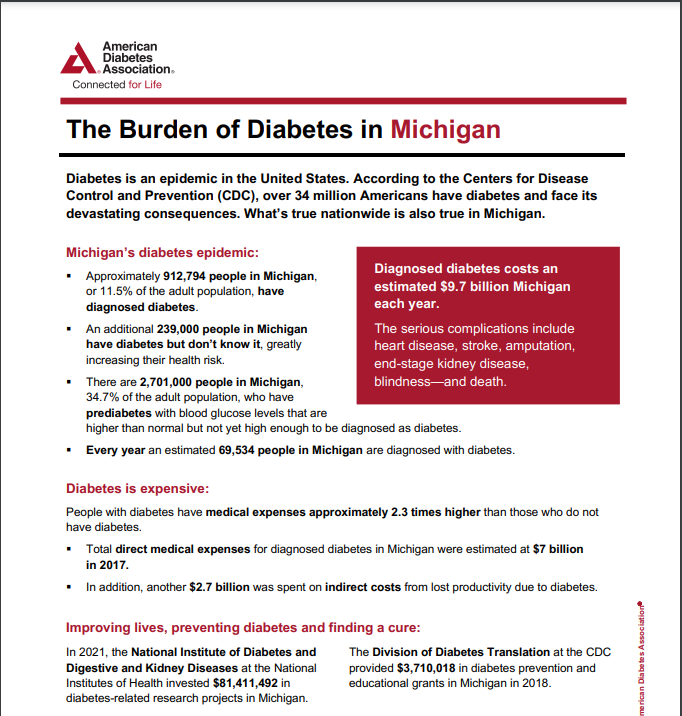 American
Diabetes
Association®
Connected for Life
The Burden of Diabetes in Michigan
Diabetes is an epidemic in the United States. According to the Centers for Disease
Control and Prevention (CDC), over 34 million Americans have diabetes and face its
devastating consequences. What's true nationwide is also true in Michigan.
Michigan's diabetes epidemic:
▪ Approximately 912,794 people in Michigan,
or 11.5% of the adult population, have
diagnosed diabetes.
▪ An additional 239,000 people in Michigan
have diabetes but don't know it, greatly
increasing their health risk.
▪ There are 2,701,000 people in Michigan,
34.7% of the adult population, who have
prediabetes with blood glucose levels that are
higher than normal but not yet high enough to be diagnosed as diabetes.
▪ Every year an estimated 69,534 people in Michigan are diagnosed with diabetes.
Diagnosed diabetes costs an
estimated $9.7 billion Michigan
each year.
The serious complications include
heart disease, stroke, amputation,
end-stage kidney disease,
blindness—and death.
Diabetes is expensive:
People with diabetes have medical expenses approximately 2.3 times higher than those who do not
have diabetes.
▪ Total direct medical expenses for diagnosed diabetes in Michigan were estimated at $7 billion
in 2017.
▪ In addition, another $2.7 billion was spent on indirect costs from lost productivity due to diabetes.
Improving lives, preventing diabetes and finding a cure:
In 2021, the National Institute of Diabetes and
Digestive and Kidney Diseases at the National
Institutes of Health invested $81,411,492 in
diabetes-related research projects in Michigan.
The Division of Diabetes Translation at the CDC
provided $3,710,018 in diabetes prevention and
educational grants in Michigan in 2018.
merican Diabetes Association